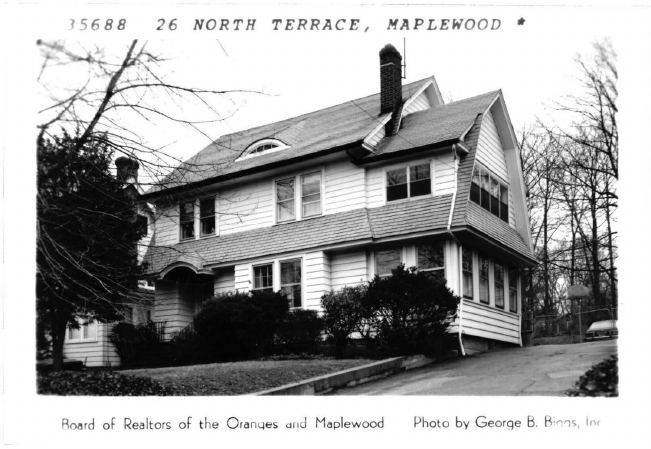 35688 26 NORTH TERRACE, MAPLEWOOD *
Board of Realtors of the Oranges and Maplewood Photo by George B. Biggs, Inc